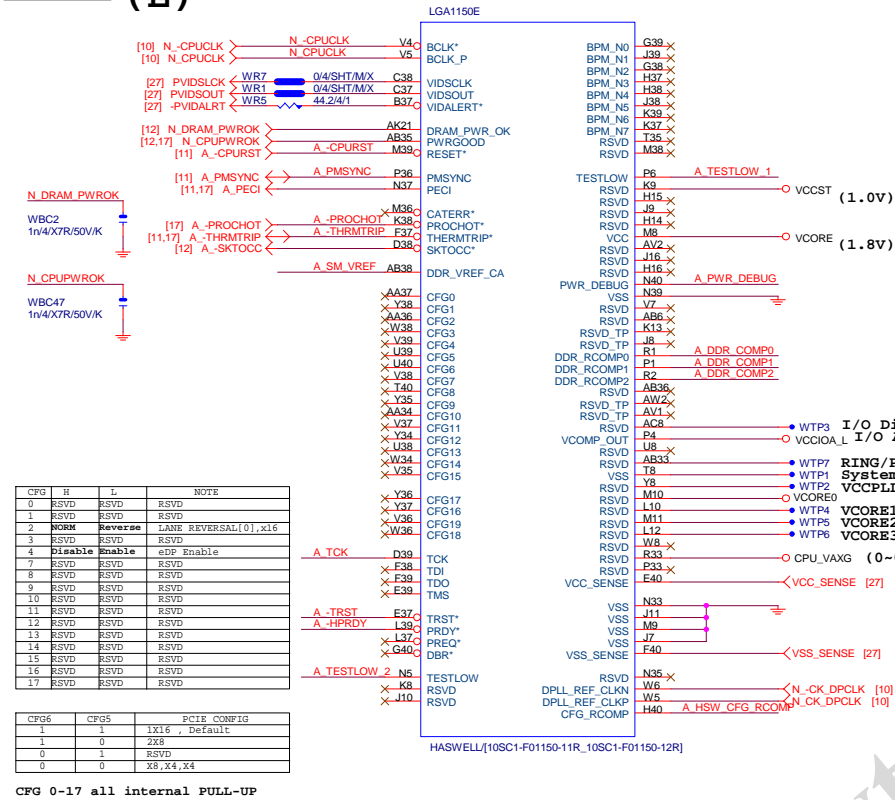 (E)
LGA1150E
[10] N_-CPUCLK N_-CPUCLK V4 BCLK* BPM_N0 G39
[10] N_CPUCLK N_CPUCLK V5 BCLK_P BPM_N1 J39
BPM_N2 G38
[27] PVIDSLCK WR7 0/4/SHT/M/X C38 VIDSCLK BPM_N3 H37
[27] PVIDSOUT WR1 0/4/SHT/M/X C37 VIDSOUT BPM_N4 H38
[27] -PVIDALRT WR5 44.2/4/1 B37 VIDALERT* BPM_N5 J38
BPM_N6 K39
[12] N_DRAM_PWROK AK21 DRAM_PWR_OK BPM_N7 K37
[12,17] N_CPUPWROK AB35 PWRGOOD RSVD T35
[11] A_-CPURST A_-CPURST M39 RESET* RSVD M38
[11] A_PMSYNC A_PMSYNC P36 PMSYNC TESTLOW P6 A_TESTLOW_1
[11,17] A_PECI N37 PECI RSVD K9 VCCST (1.0V)
RSVD H15
N_DRAM_PWROK
M36 CATERR* RSVD J9
[17] A_-PROCHOT A_-PROCHOT K38 PROCHOT* RSVD H14
[11,17] A_-THRMTRIP A_-THRMTRIP F37 THERMTRIP* VCC M8 VCORE (1.8V)
[12] A_-SKTOCC D38 SKTOCC* RSVD AV2
WBC2
1n/4/X7R/50V/K
RSVD J16
A_SM_VREF AB38 DDR_VREF_CA RSVD H16
N_CPUPWROK
PWR_DEBUG N40 A_PWR_DEBUG
AA37 CFG0 VSS N39
Y38 CFG1 RSVD V7
WBC47
1n/4/X7R/50V/K
AA36 CFG2 RSVD AB6
W38 CFG3 RSVD_TP K13
V39 CFG4 RSVD_TP J8
U39 CFG5 DDR_RCOMP0 R1 A_DDR_COMP0
U40 CFG6 DDR_RCOMP1 P1 A_DDR_COMP1
V38 CFG7 DDR_RCOMP2 R2 A_DDR_COMP2
T40 CFG8 RSVD AB36
Y35 CFG9 RSVD_TP AW2
AA34 CFG10 RSVD_TP AV1
V37 CFG11 RSVD AC8 WTP3 I/O Di
Y34 CFG12 VCOMP_OUT P4 VCCIOA_L I/O
U38 CFG13 RSVD U8
W34 CFG14 RSVD AB33 WTP7 RING/
V35 CFG15 VSS T8 WTP1 System
RSVD Y8 WTP2 VCCPLL
Y36 CFG17 RSVD M10 VCORE0
Y37 CFG16 RSVD L10 WTP4 VCORE1
V36 CFG19 RSVD M11 WTP5 VCORE2
W36 CFG18 RSVD L12 WTP6 VCORE3
RSVD W8
A_TCK D39 TCK RSVD R33 CPU_VAXG (0~
F38 TDI RSVD P33
F39 TDO VCC_SENSE E40 VCC_SENSE [27]
E39 TMS
A_-TRST E37 TRST* VSS N33
A_-HPRDY L39 PRDY* VSS J11
L37 PREQ* VSS M9
G40 DBR* VSS J7
VSS_SENSE F40 VSS_SENSE [27]
A_TESTLOW_2 N5 TESTLOW RSVD N35
K8 RSVD DPLL_REF_CLKN W6 N_-CK_DPCLK [10]
J10 RSVD DPLL_REF_CLKP W5 N_CK_DPCLK [10]
CFG_RCOMP H40 A_HSW_CFG_RCOMP
HASWELL/[10SC1-F01150-11R_10SC1-F01150-12R]
CFG H L NOTE
0 RSVD RSVD RSVD
1 RSVD RSVD RSVD
2 NORM Reverse LANE REVERSAL[0],x16
3 RSVD RSVD RSVD
4 Disable Enable eDP Enable
7 RSVD RSVD RSVD
8 RSVD RSVD RSVD
9 RSVD RSVD RSVD
10 RSVD RSVD RSVD
11 RSVD RSVD RSVD
12 RSVD RSVD RSVD
13 RSVD RSVD RSVD
14 RSVD RSVD RSVD
15 RSVD RSVD RSVD
16 RSVD RSVD RSVD
17 RSVD RSVD RSVD
CFG6 CFG5 PCIE CONFIG
1 1 1X16 , Default
1 0 2X8
0 1 RSVD
0 0 X8,X4,X4
CFG 0-17 all internal PULL-UP